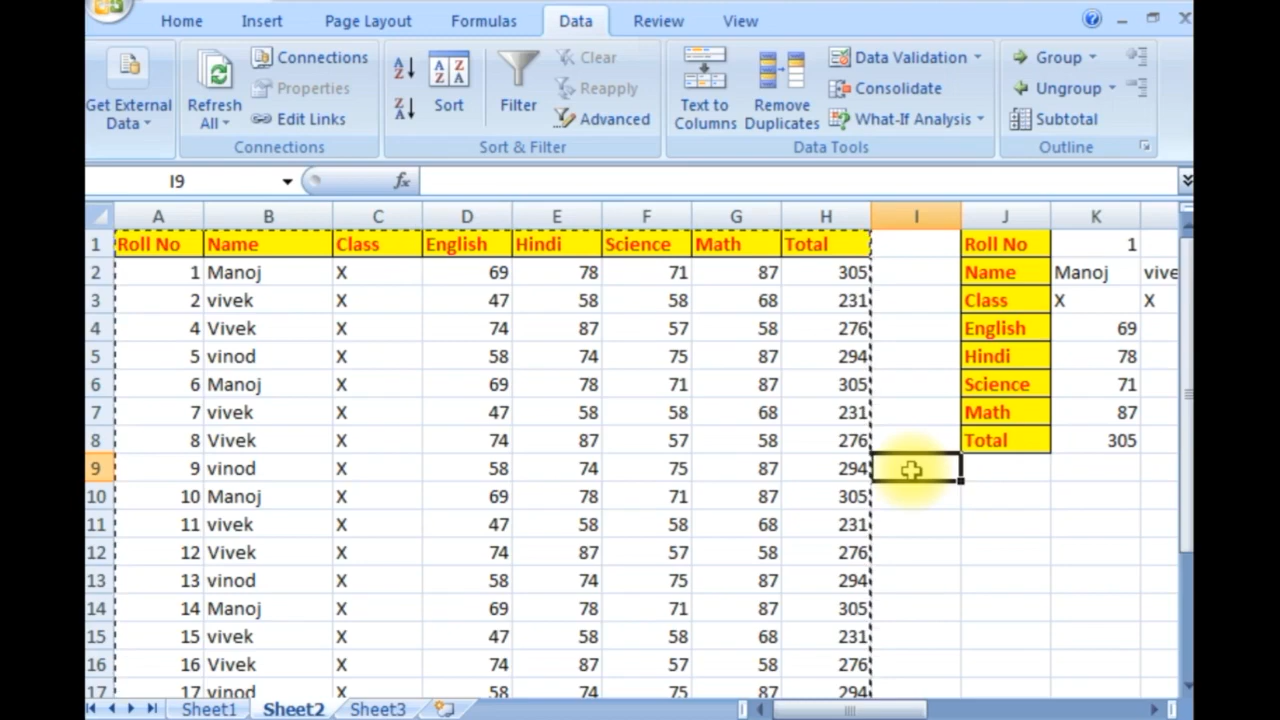 Home Insert Page Layout Formulas Data Review View
Get External Data
Refresh All
Connections
Properties
Edit Links
Connections
Sort
Filter
Clear
Reapply
Advanced
Sort & Filter
Text to Columns
Remove Duplicates
Data Validation
Consolidate
What-If Analysis
Data Tools
Group
Ungroup
Subtotal
Outline
I9 fx
A B C D E F G H I J K
1 Roll No Name Class English Hindi Science Math Total Roll No 1
2 1 Manoj X 69 78 71 87 305 Name Manoj vive
3 2 vivek X 47 58 58 68 231 Class X X
4 4 Vivek X 74 87 57 58 276 English 69
5 5 vinod X 58 74 75 87 294 Hindi 78
6 6 Manoj X 69 78 71 87 305 Science 71
7 7 vivek X 47 58 58 68 231 Math 87
8 8 Vivek X 74 87 57 58 276 Total 305
9 9 vinod X 58 74 75 87 294
10 10 Manoj X 69 78 71 87 305
11 11 vivek X 47 58 58 68 231
12 12 Vivek X 74 87 57 58 276
13 13 vinod X 58 74 75 87 294
14 14 Manoj X 69 78 71 87 305
15 15 vivek X 47 58 58 68 231
16 16 Vivek X 74 87 57 58 276
17 17 vinod X 58 74 75 87 294
Sheet1 Sheet2 Sheet3